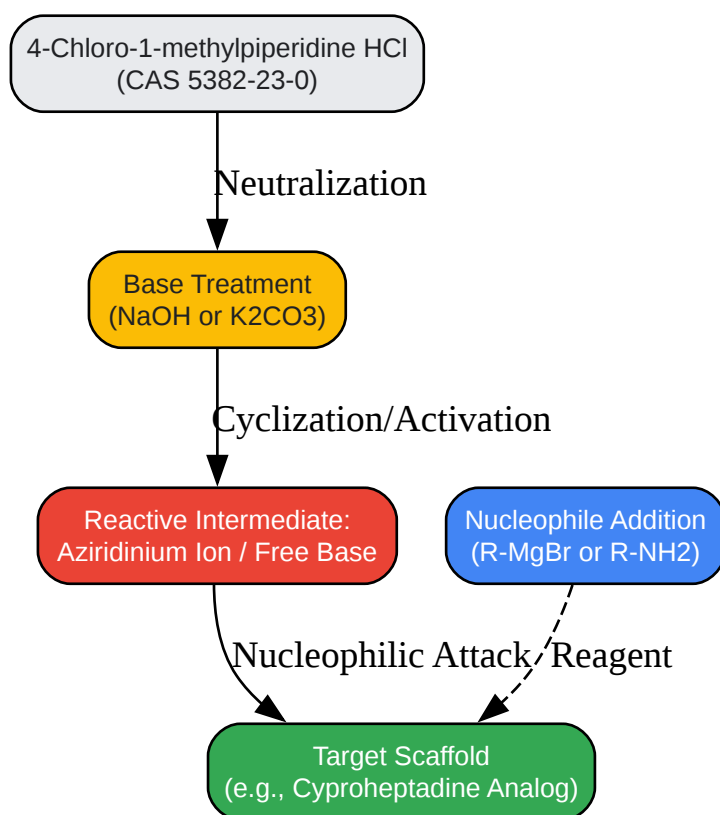 4-Chloro-1-methylpiperidine HCl
(CAS 5382-23-0)
Neutralization
Base Treatment
(NaOH or K2CO3)
Cyclization/Activation
Reactive Intermediate:
Aziridinium Ion / Free Base
Nucleophile Addition
(R-MgBr or R-NH2)
Nucleophilic Attack
Reagent
Target Scaffold
(e.g., Cyproheptadine Analog)